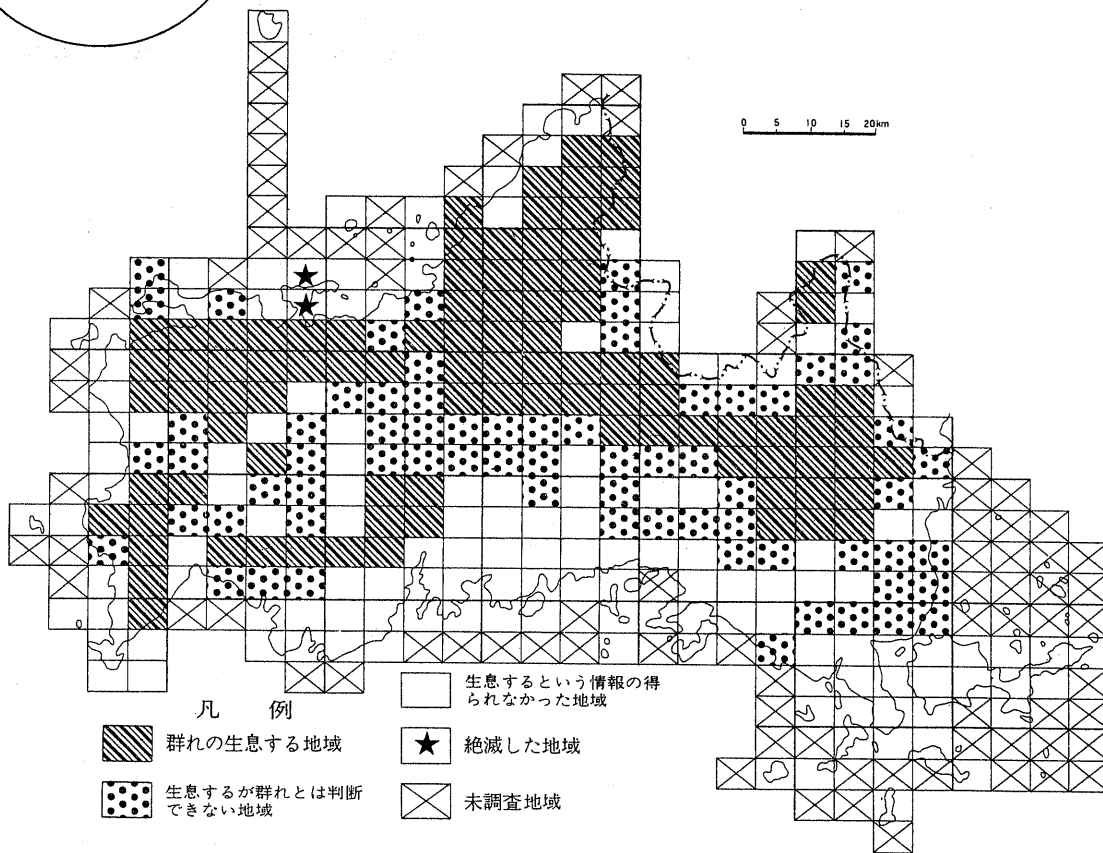 0 5 10 15 20km
凡 例
群れの生息する地域
生息するが群れとは判断
できない地域
生息するという情報の得
られなかった地域
絶滅した地域
未調査地域